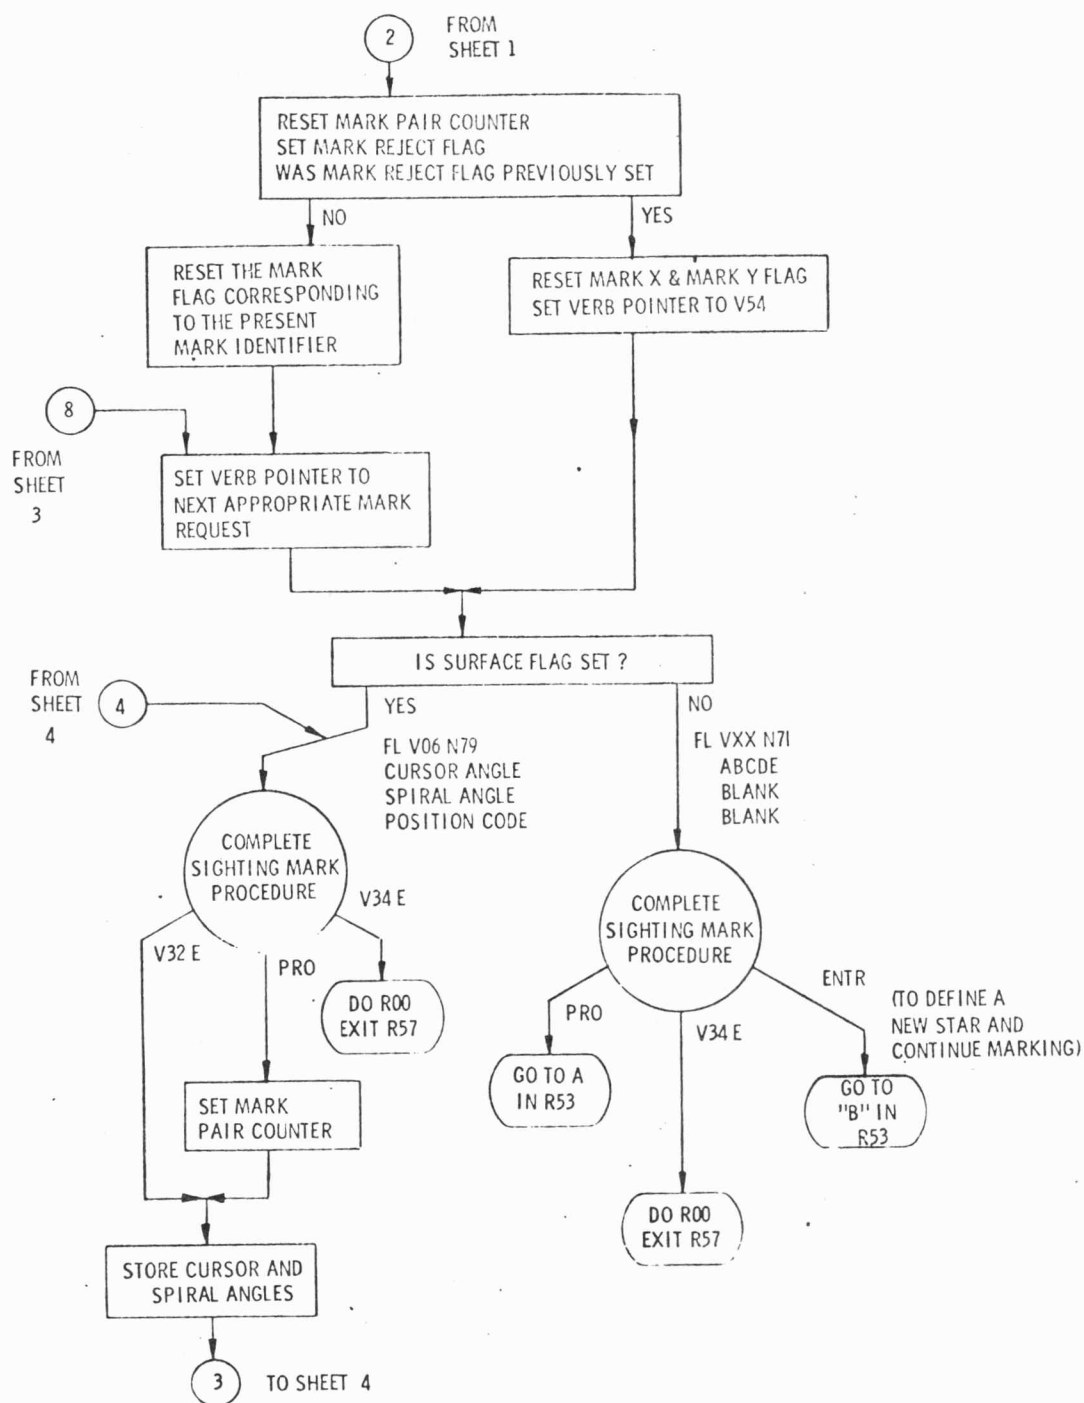 2
FROM
SHEET 1
RESET MARK PAIR COUNTER
SET MARK REJECT FLAG
WAS MARK REJECT FLAG PREVIOUSLY SET
NO
YES
RESET THE MARK
FLAG CORRESPONDING
TO THE PRESENT
MARK IDENTIFIER
RESET MARK X & MARK Y FLAG
SET VERB POINTER TO V54
8
FROM
SHEET
3
SET VERB POINTER TO
NEXT APPROPRIATE MARK
REQUEST
IS SURFACE FLAG SET ?
FROM
SHEET
4
4
YES
NO
FL V06 N79
CURSOR ANGLE
SPIRAL ANGLE
POSITION CODE
FL VXX N71
ABCDE
BLANK
BLANK
COMPLETE
SIGHTING MARK
PROCEDURE
V32 E
PRO
V34 E
DO R00
EXIT R57
COMPLETE
SIGHTING MARK
PROCEDURE
PRO
V34 E
ENTR
(TO DEFINE A
NEW STAR AND
CONTINUE MARKING)
GO TO A
IN R53
GO TO
"B" IN
R53
SET MARK
PAIR COUNTER
DO R00
EXIT R57
STORE CURSOR AND
SPIRAL ANGLES
3
TO SHEET 4